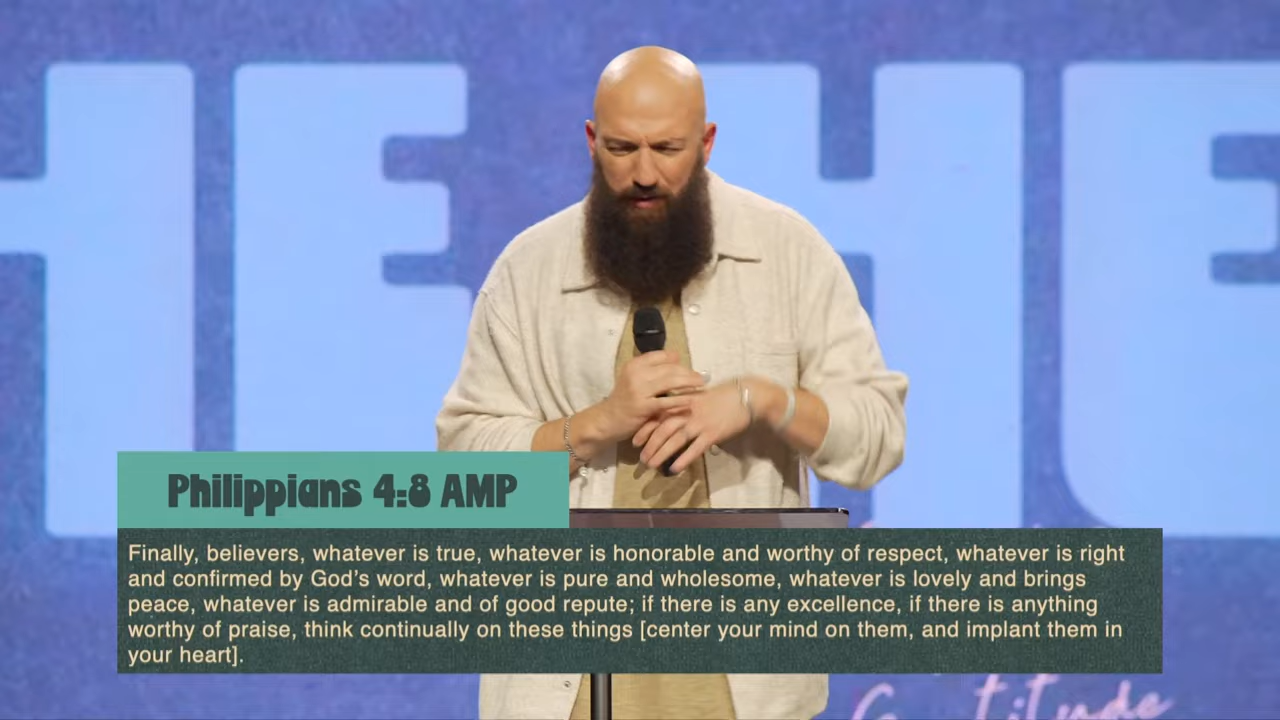 HE HE
Philippians 4:8 AMP
Finally, believers, whatever is true, whatever is honorable and worthy of respect, whatever is right
and confirmed by God's word, whatever is pure and wholesome, whatever is lovely and brings
peace, whatever is admirable and of good repute; if there is any excellence, if there is anything
worthy of praise, think continually on these things [center your mind on them, and implant them in
your heart].
Gratitude